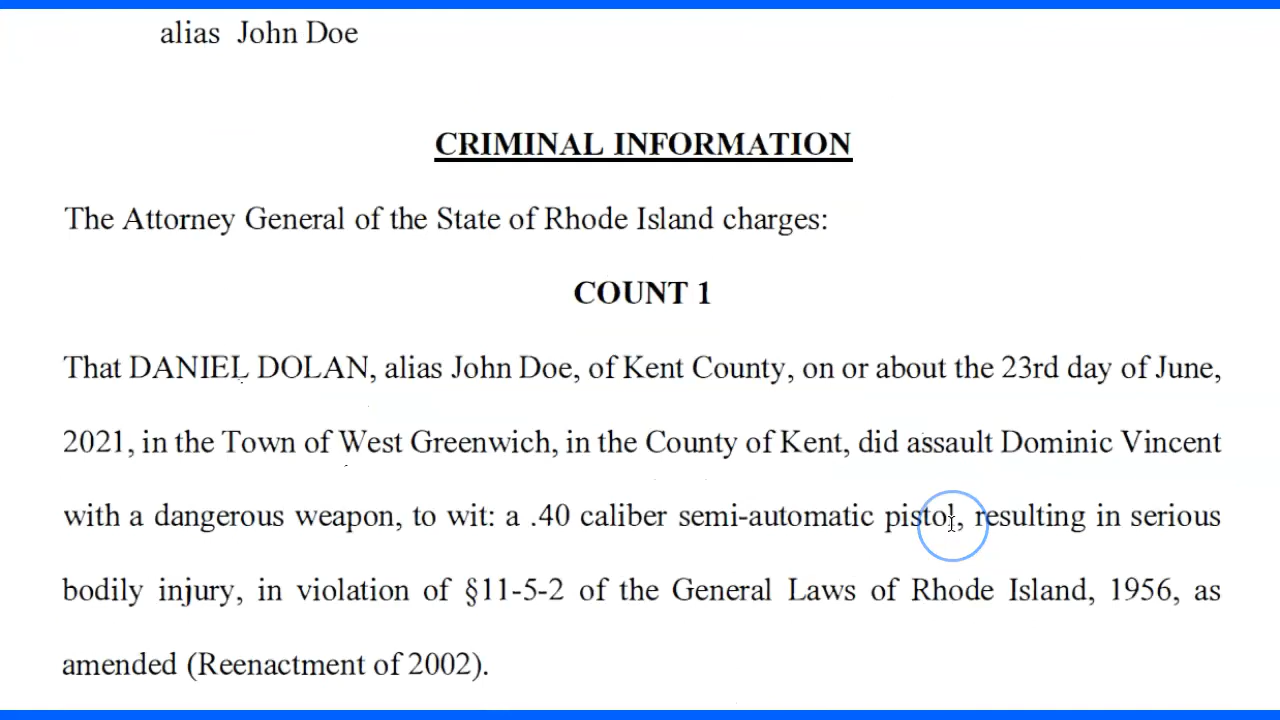 alias John Doe
CRIMINAL INFORMATION
The Attorney General of the State of Rhode Island charges:
COUNT 1
That DANIEL DOLAN, alias John Doe, of Kent County, on or about the 23rd day of June,
2021, in the Town of West Greenwich, in the County of Kent, did assault Dominic Vincent
with a dangerous weapon, to wit: a .40 caliber semi-automatic pistol, resulting in serious
bodily injury, in violation of §11-5-2 of the General Laws of Rhode Island, 1956, as
amended (Reenactment of 2002).